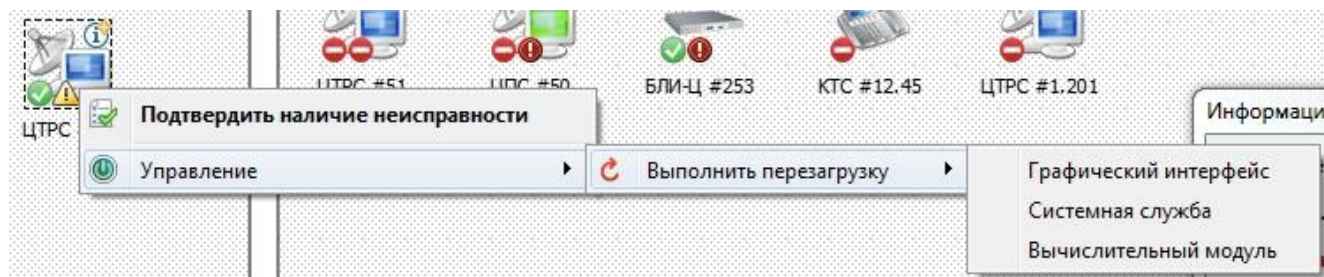 ЦТРС #51
ЦПС #50
БЛИ-Ц #253
КТС #12.45
ЦТРС #1.201
ЦТРС
Подтвердить наличие неисправности
Управление
Выполнить перезагрузку
Графический интерфейс
Системная служба
Вычислительный модуль
Информаци